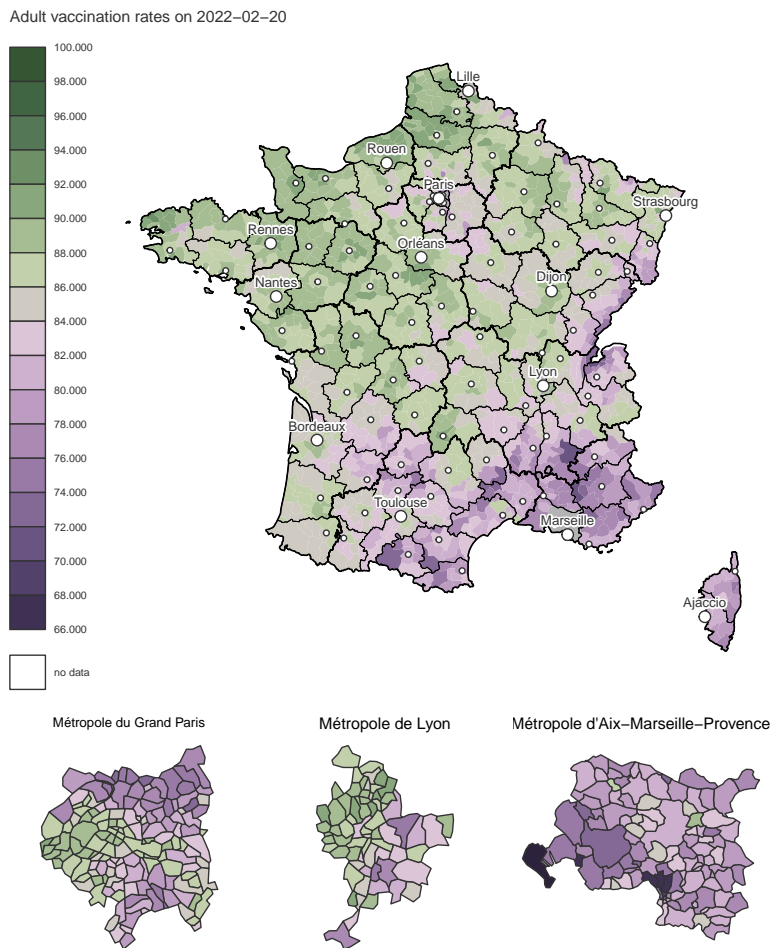 Adult vaccination rates on 2022−02−20
100.000
98.000
96.000
94.000
92.000
90.000
88.000
86.000
84.000
82.000
80.000
78.000
76.000
74.000
72.000
70.000
68.000
66.000
no data
Lille
Rouen
Paris
Strasbourg
Rennes
Orléans
Nantes
Dijon
Lyon
Bordeaux
Toulouse
Marseille
Ajaccio
Métropole du Grand Paris
Métropole de Lyon
Métropole d'Aix−Marseille−Provence